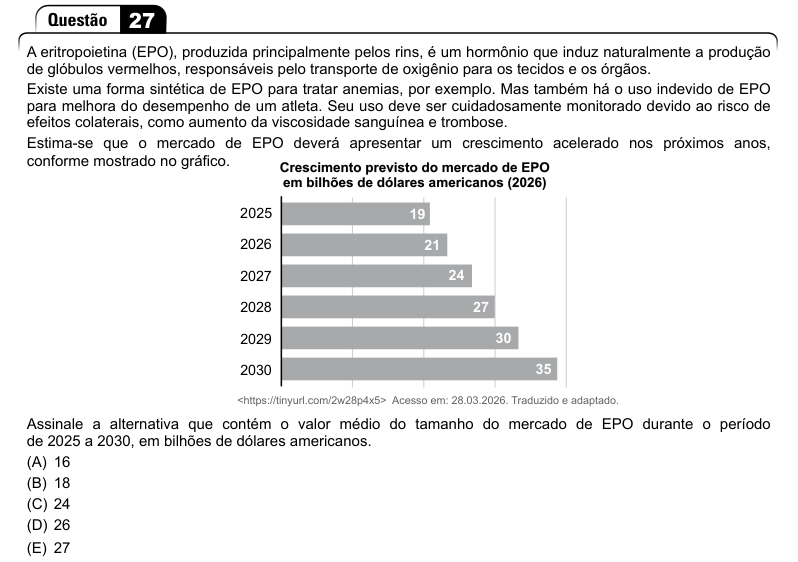 Questão 27
A eritropoietina (EPO), produzida principalmente pelos rins, é um hormônio que induz naturalmente a produção
de glóbulos vermelhos, responsáveis pelo transporte de oxigênio para os tecidos e os órgãos.
Existe uma forma sintética de EPO para tratar anemias, por exemplo. Mas também há o uso indevido de EPO
para melhora do desempenho de um atleta. Seu uso deve ser cuidadosamente monitorado devido ao risco de
efeitos colaterais, como aumento da viscosidade sanguínea e trombose.
Estima-se que o mercado de EPO deverá apresentar um crescimento acelerado nos próximos anos,
conforme mostrado no gráfico.
Crescimento previsto do mercado de EPO
em bilhões de dólares americanos (2026)
2025 19
2026 21
2027 24
2028 27
2029 30
2030 35
<https://tinyurl.com/2w28p4x5> Acesso em: 28.03.2026. Traduzido e adaptado.
Assinale a alternativa que contém o valor médio do tamanho do mercado de EPO durante o período
de 2025 a 2030, em bilhões de dólares americanos.
(A) 16
(B) 18
(C) 24
(D) 26
(E) 27